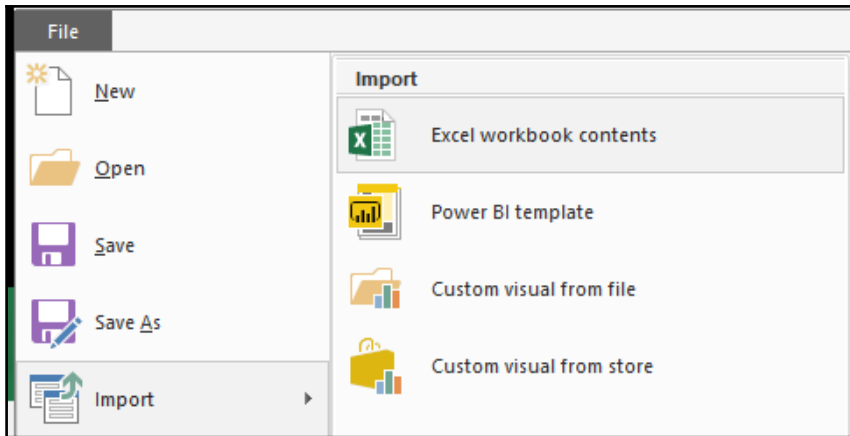 File
New
Open
Save
Save As
Import
Import
Excel workbook contents
Power BI template
Custom visual from file
Custom visual from store